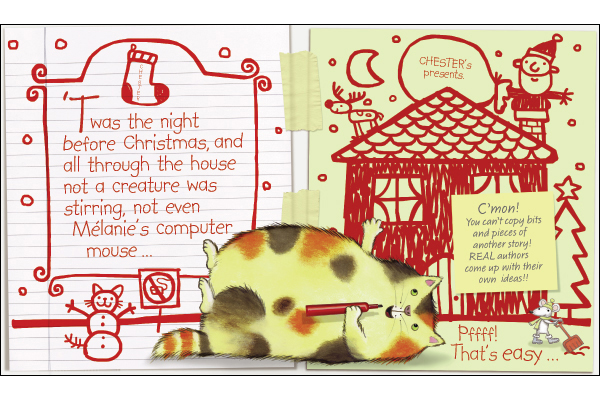 CHESTER
'Twas the night
before Christmas, and
all through the house
not a creature was
stirring, not even
Mélanie's computer
mouse ...
CHESTER's
presents.
C'mon!
You can't copy bits
and pieces of
another story!
REAL authors
come up with their
own ideas!!
Pffff!
That's easy ...